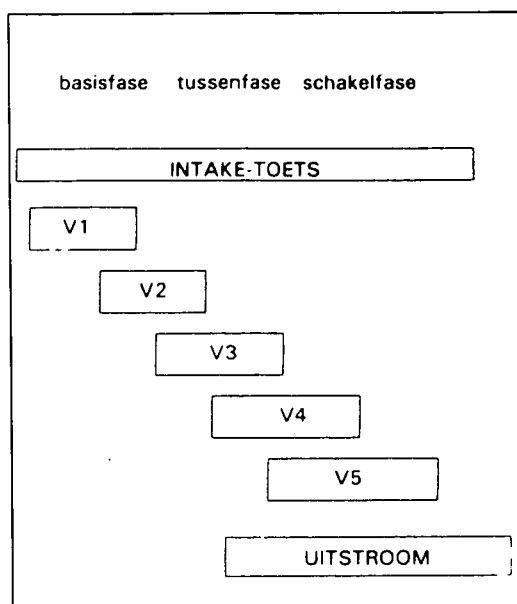 basisfase tussenfase schakelfase
INTAKE-TOETS
V1
V2
V3
V4
V5
UITSTROOM